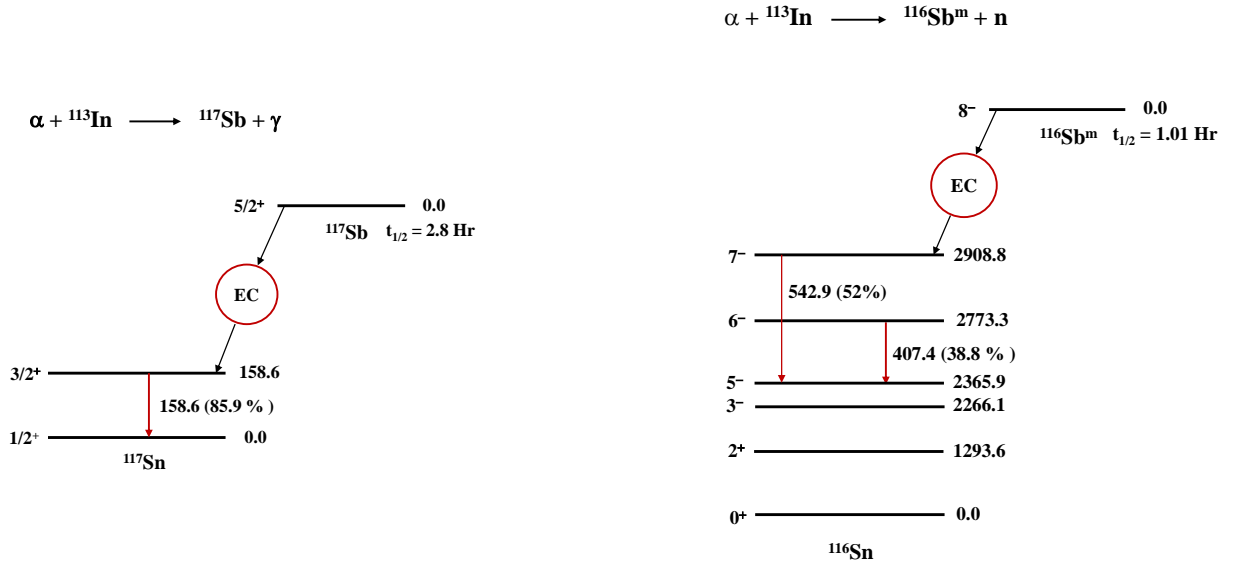 α + ¹¹³In ⟶ ¹¹⁷Sb + γ
5/2⁺ 0.0
¹¹⁷Sb t₁/₂ = 2.8 Hr
EC
3/2⁺ 158.6
158.6 (85.9 % )
1/2⁺ 0.0
¹¹⁷Sn
α + ¹¹³In ⟶ ¹¹⁶Sbᵐ + n
8⁻ 0.0
¹¹⁶Sbᵐ t₁/₂ = 1.01 Hr
EC
7⁻ 2908.8
542.9 (52%)
6⁻ 2773.3
407.4 (38.8 % )
5⁻ 2365.9
3⁻ 2266.1
2⁺ 1293.6
0⁺ 0.0
¹¹⁶Sn